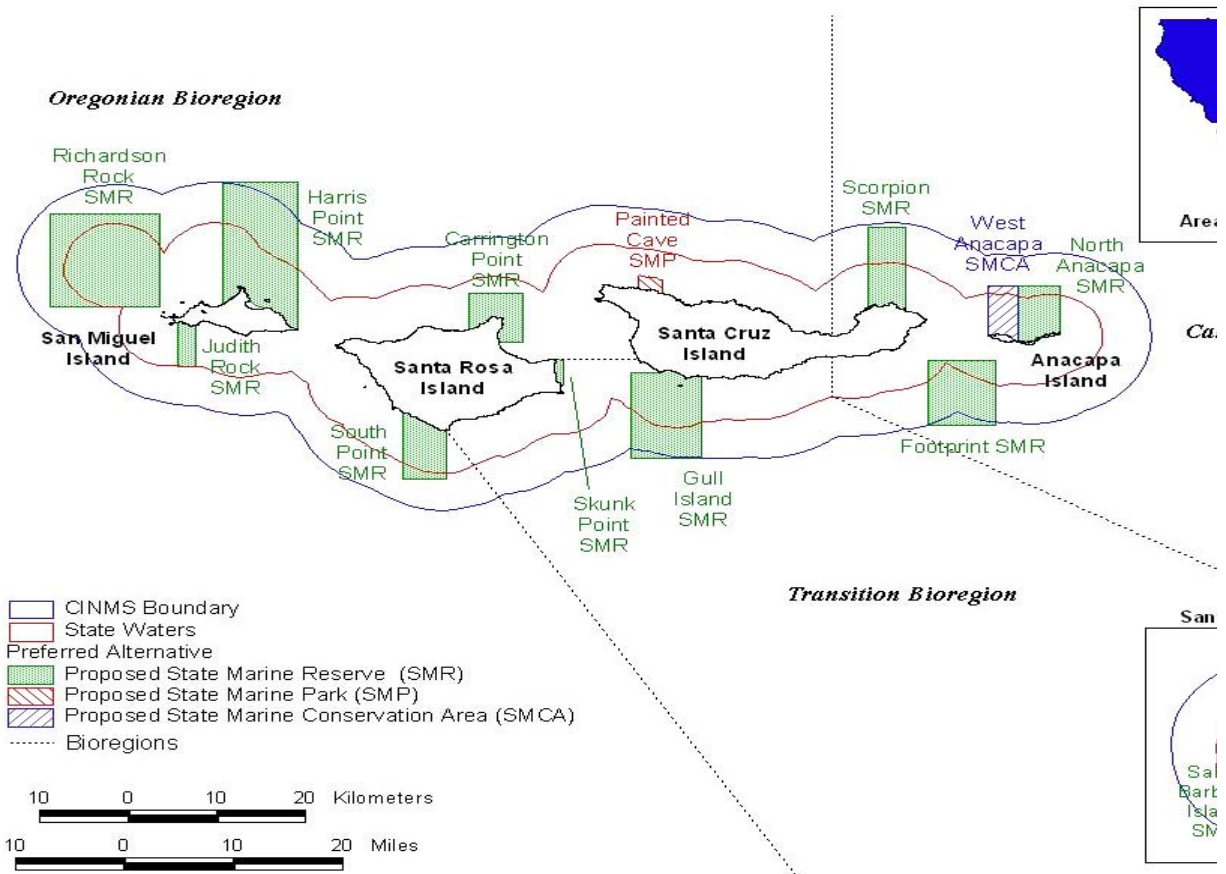 Area
Oregonian Bioregion
Richardson
Rock
SMR
Harris
Point
SMR
Carrington
Point
SMR
Painted
Cave
SMP
Scorpion
SMR
West
Anacapa
SMCA
North
Anacapa
SMR
San Miguel
Island
Judith
Rock
SMR
Santa Rosa
Island
Santa Cruz
Island
Anacapa
Island
South
Point
SMR
Skunk
Point
SMR
Gull
Island
SMR
Footprint SMR
Transition Bioregion
CINMS Boundary
State Waters
Preferred Alternative
Proposed State Marine Reserve (SMR)
Proposed State Marine Park (SMP)
Proposed State Marine Conservation Area (SMCA)
Bioregions
10 0 10 20 Kilometers
10 0 10 20 Miles
San